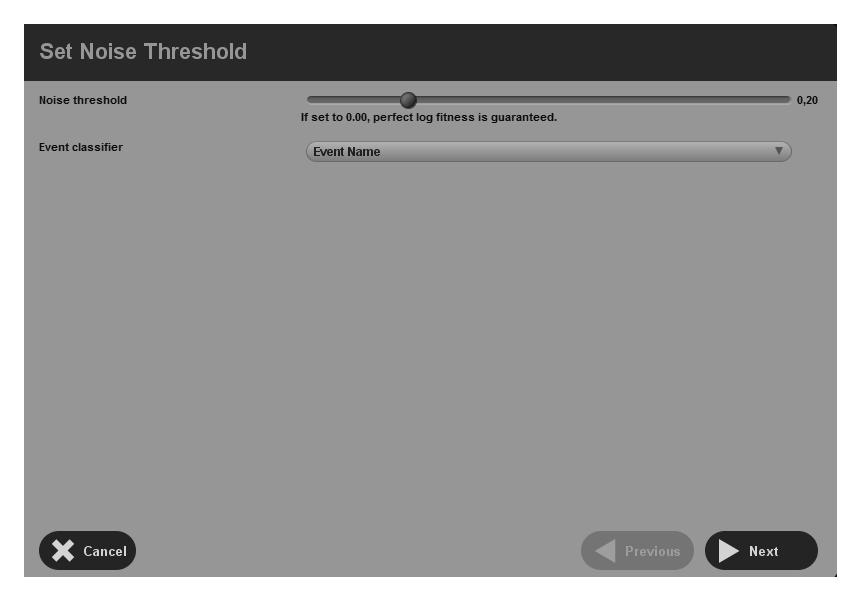 Set Noise Threshold
Noise threshold
0,20
If set to 0.00, perfect log fitness is guaranteed.
Event classifier
Event Name
Cancel
Previous
Next